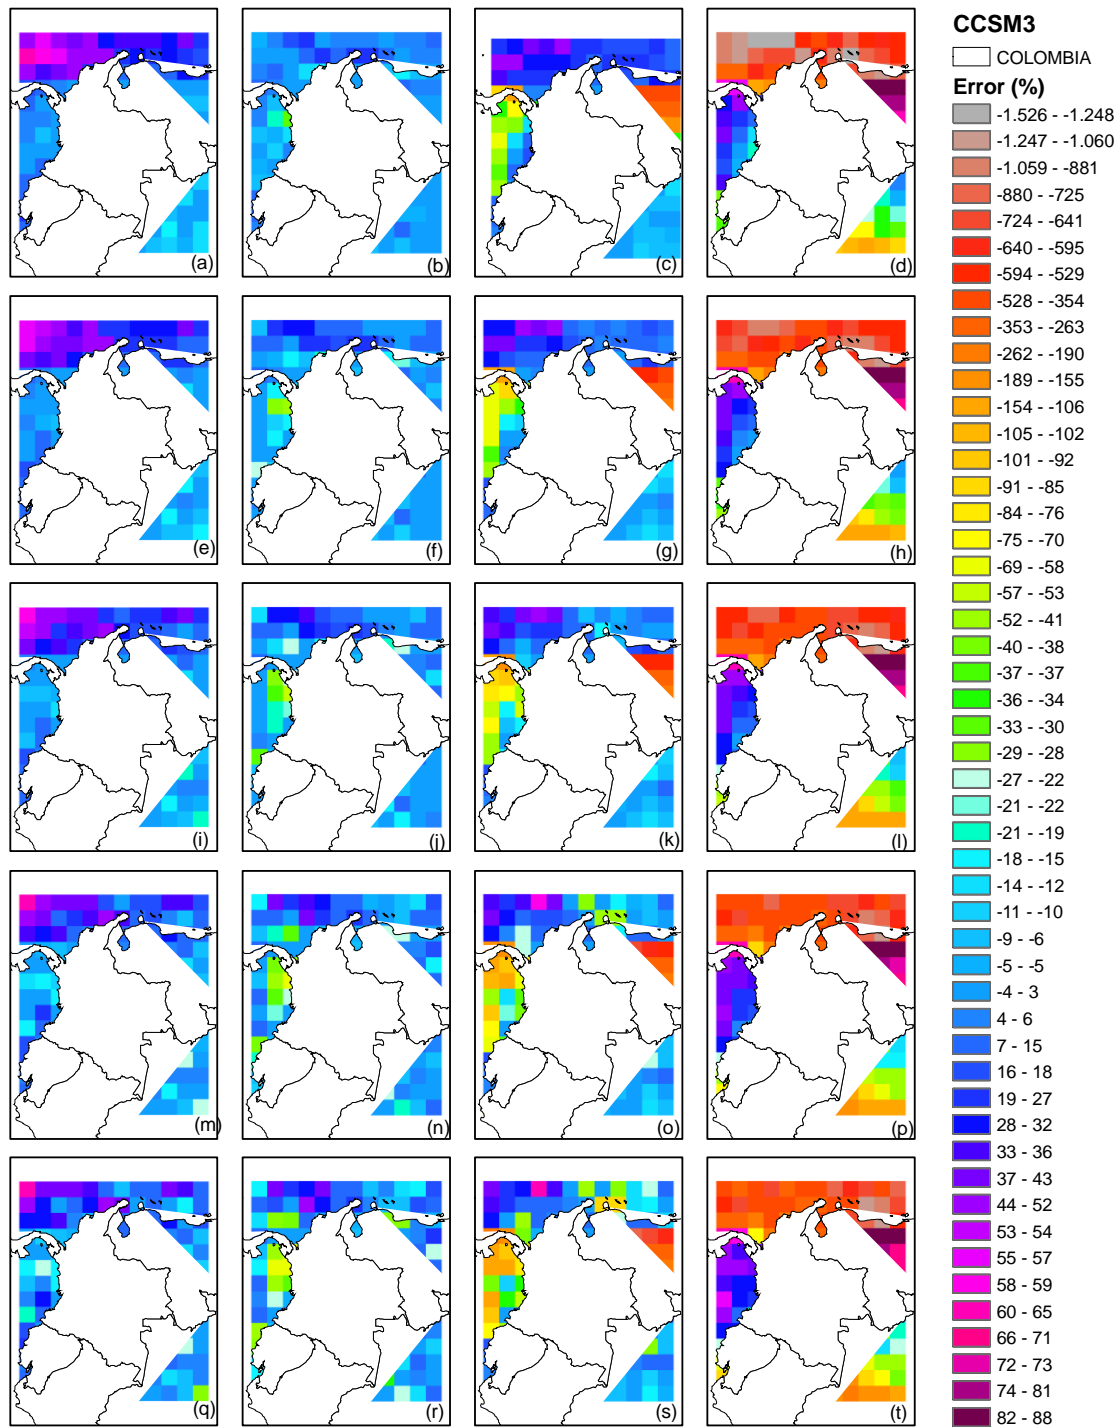 CCSM3
COLOMBIA
Error (%)
-1.526 - -1.248
-1.247 - -1.060
-1.059 - -881
-880 - -725
-724 - -641
-640 - -595
-594 - -529
-528 - -354
-353 - -263
-262 - -190
-189 - -155
-154 - -106
-105 - -102
-101 - -92
-91 - -85
-84 - -76
-75 - -70
-69 - -58
-57 - -53
-52 - -41
-40 - -38
-37 - -37
-36 - -34
-33 - -30
-29 - -28
-27 - -22
-21 - -22
-21 - -19
-18 - -15
-14 - -12
-11 - -10
-9 - -6
-5 - -5
-4 - 3
4 - 6
7 - 15
16 - 18
19 - 27
28 - 32
33 - 36
37 - 43
44 - 52
53 - 54
55 - 57
58 - 59
60 - 65
66 - 71
72 - 73
74 - 81
82 - 88
(a) (b) (c) (d)
(e) (f) (g) (h)
(i) (j) (k) (l)
(m) (n) (o) (p)
(q) (r) (s) (t)